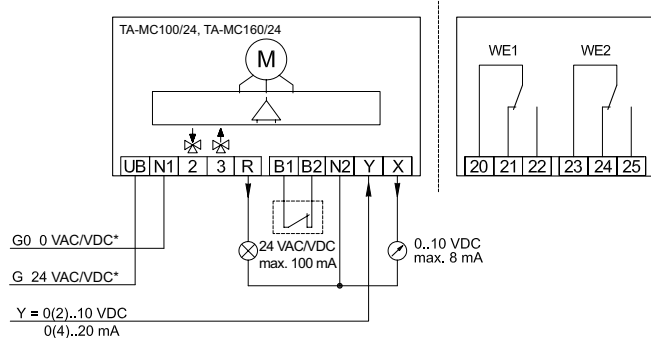 TA-MC100/24, TA-MC160/24
M
UB N1 2 3 R B1 B2 N2 Y X
WE1 WE2
20 21 22 23 24 25
G0 0 VAC/VDC*
G 24 VAC/VDC*
24 VAC/VDC
max. 100 mA
0..10 VDC
max. 8 mA
Y = 0(2)..10 VDC
0(4)..20 mA